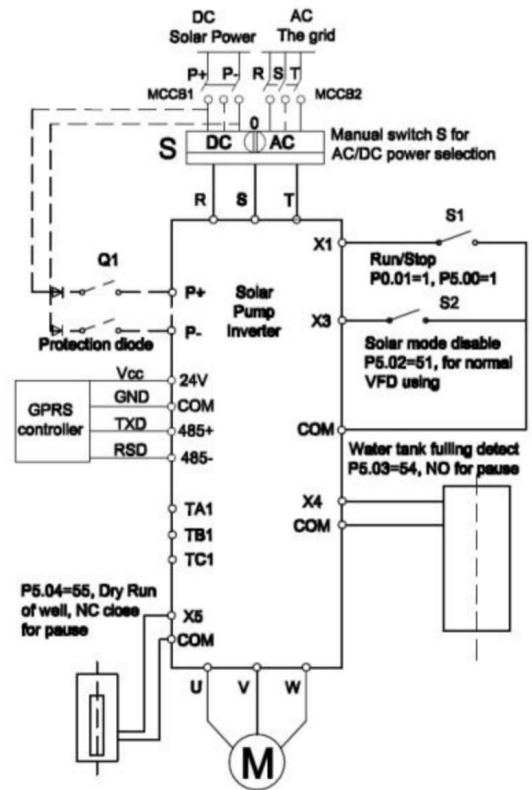 DC
Solar Power
AC
The grid
P+ P- R S T
MCCB1
MCCB2
0
S
DC AC
Manual switch S for
AC/DC power selection
R S T
S1
X1
Run/Stop
P0.01=1, P5.00=1
Q1
P+
Solar
Pump
Inverter
S2
X3
P-
Protection diode
Solar mode disable
P5.02=51, for normal
VFD using
Vcc
24V
GND
COM
GPRS
controller
TXD
485+
RSD
485-
COM
Water tank fulling detect
P5.03=54, NO for pause
X4
COM
TA1
TB1
TC1
P5.04=55, Dry Run
of well, NC close
for pause
X5
COM
U V W
M